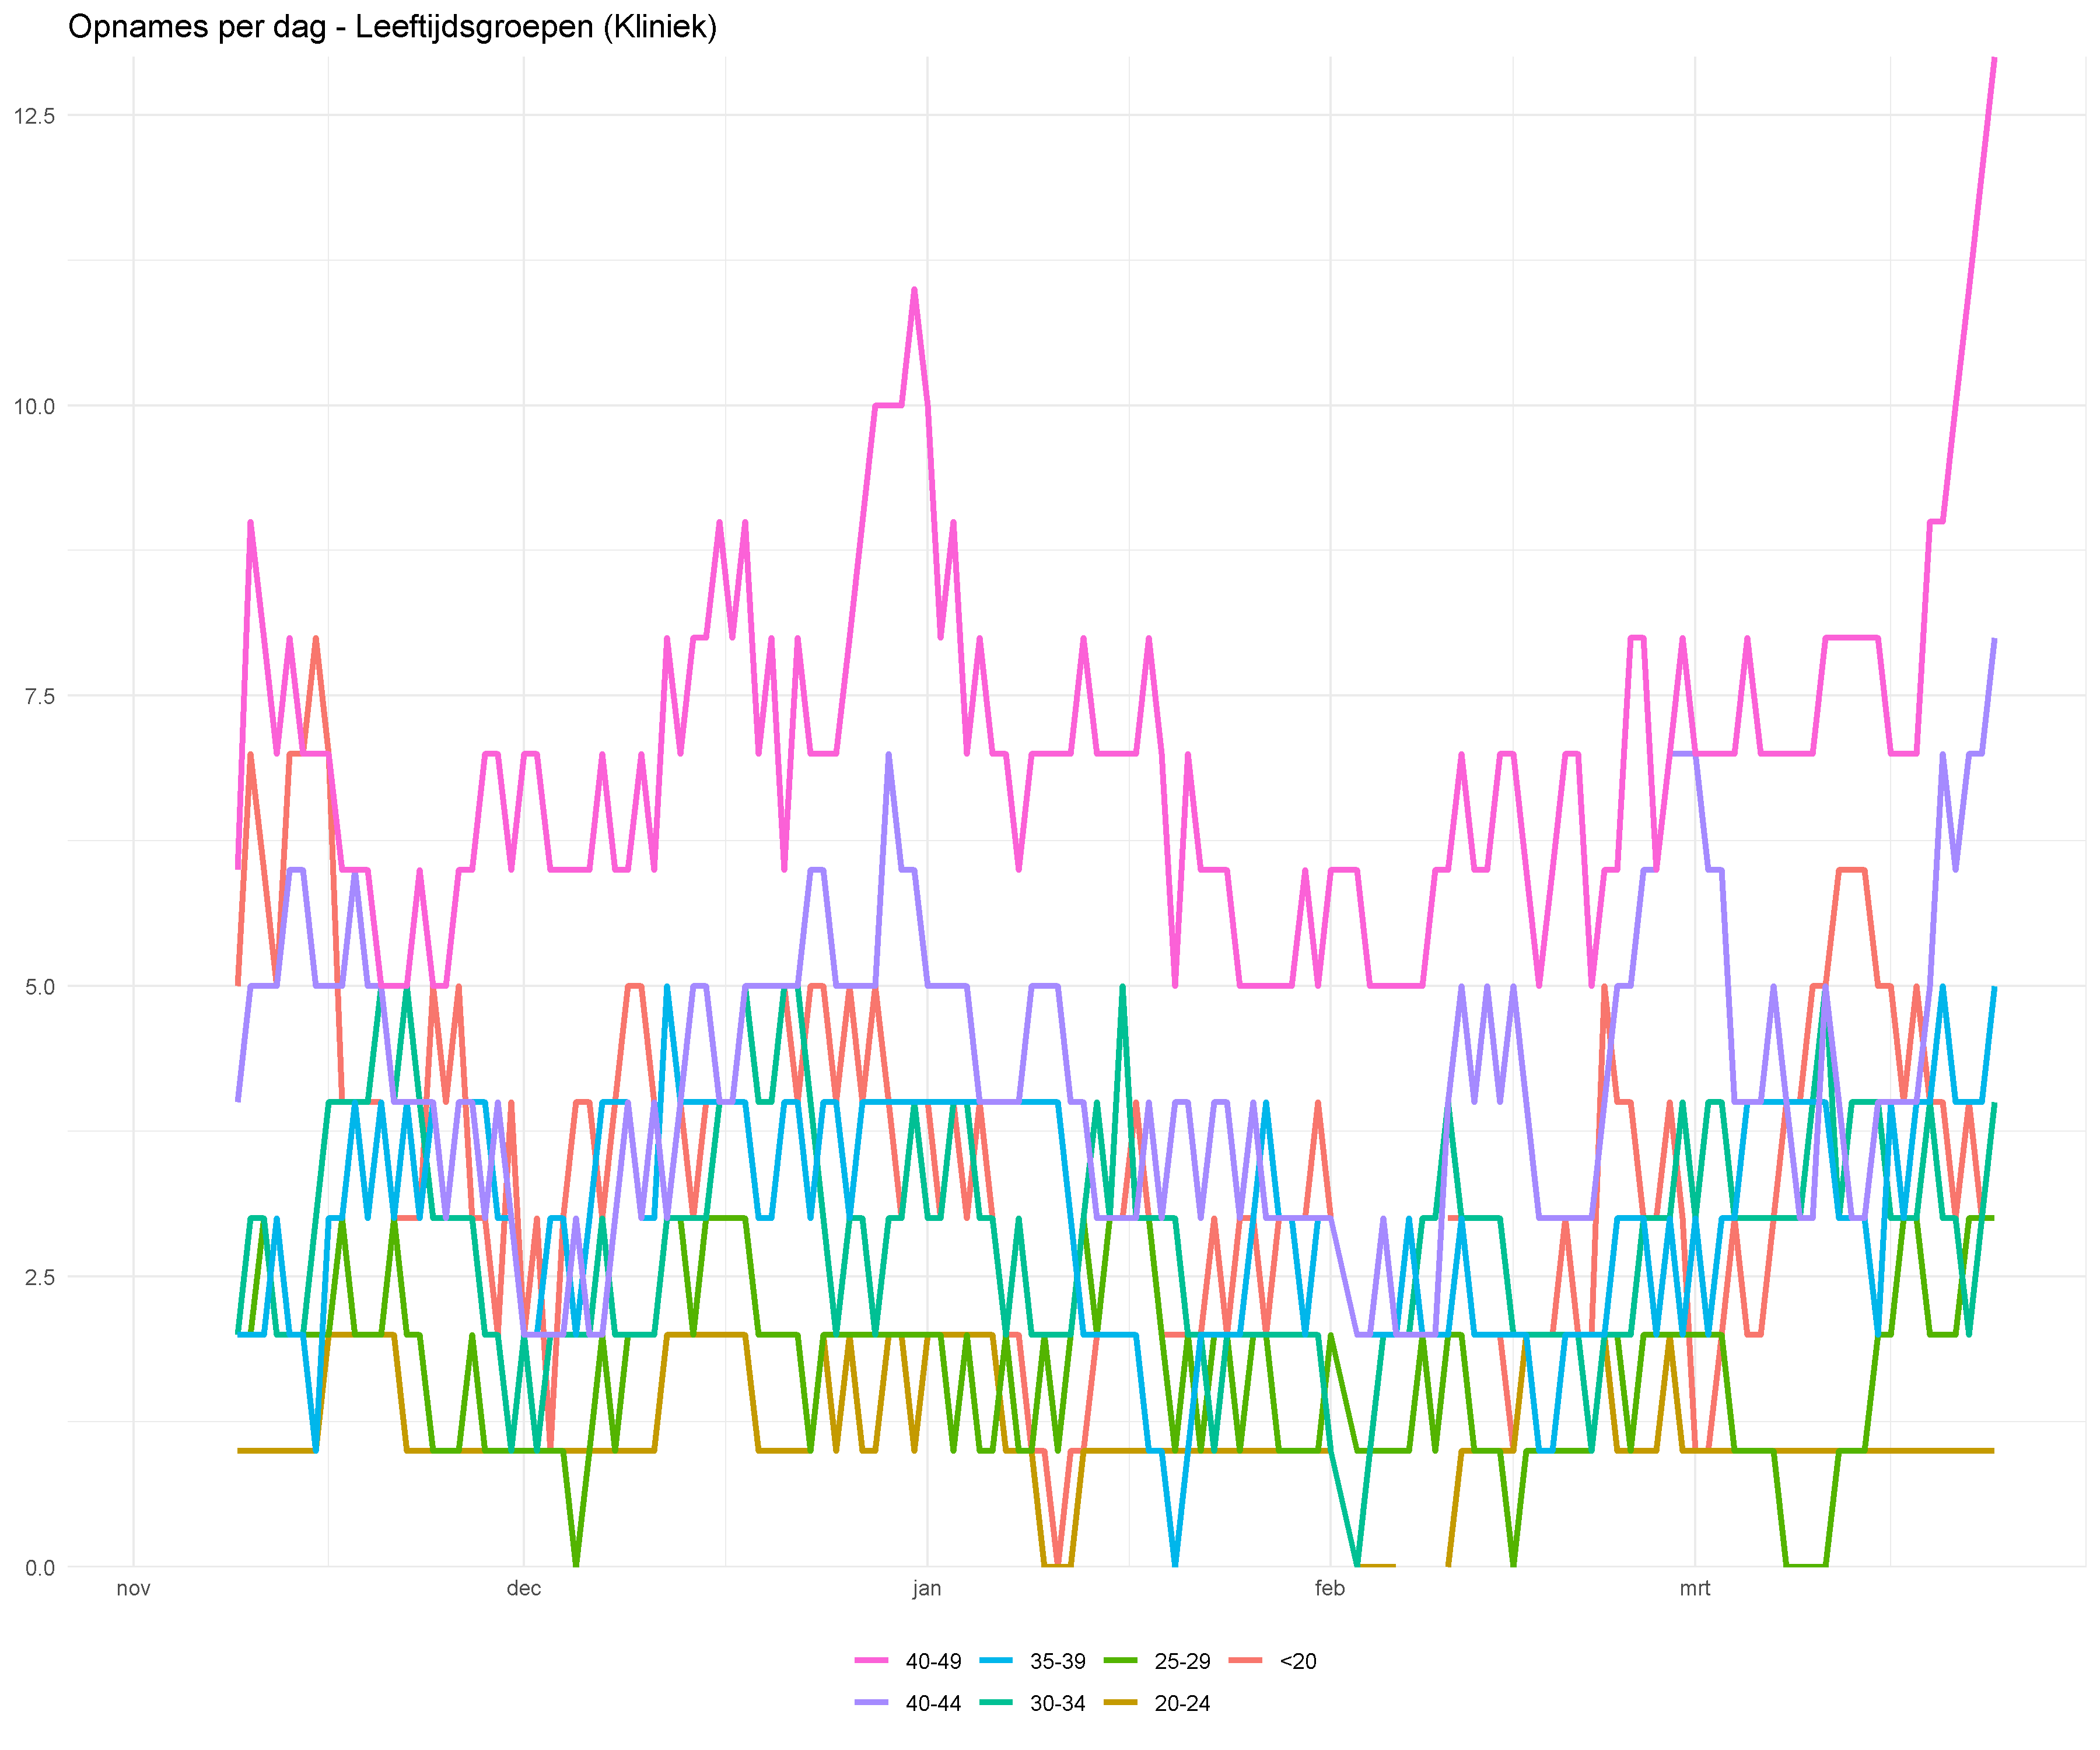 Opnames per dag - Leeftijdsgroepen (Kliniek)
12.5
10.0
7.5
5.0
2.5
0.0
nov dec jan feb mrt
40-49 35-39 25-29 <20
40-44 30-34 20-24